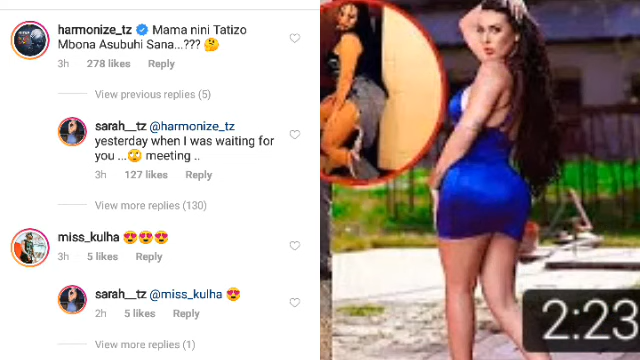 harmonize_tz Mama nini Tatizo
Mbona Asubuhi Sana...??? 🤔
3h 278 likes Reply
View previous replies (5)
sarah__tz @harmonize_tz
yesterday when I was waiting for
you ...🙄 meeting ..
3h 127 likes Reply
View more replies (130)
miss_kulha 😍😍😍
3h 5 likes Reply
sarah__tz @miss_kulha 😍
2h 5 likes Reply
View more replies (1)
2:23